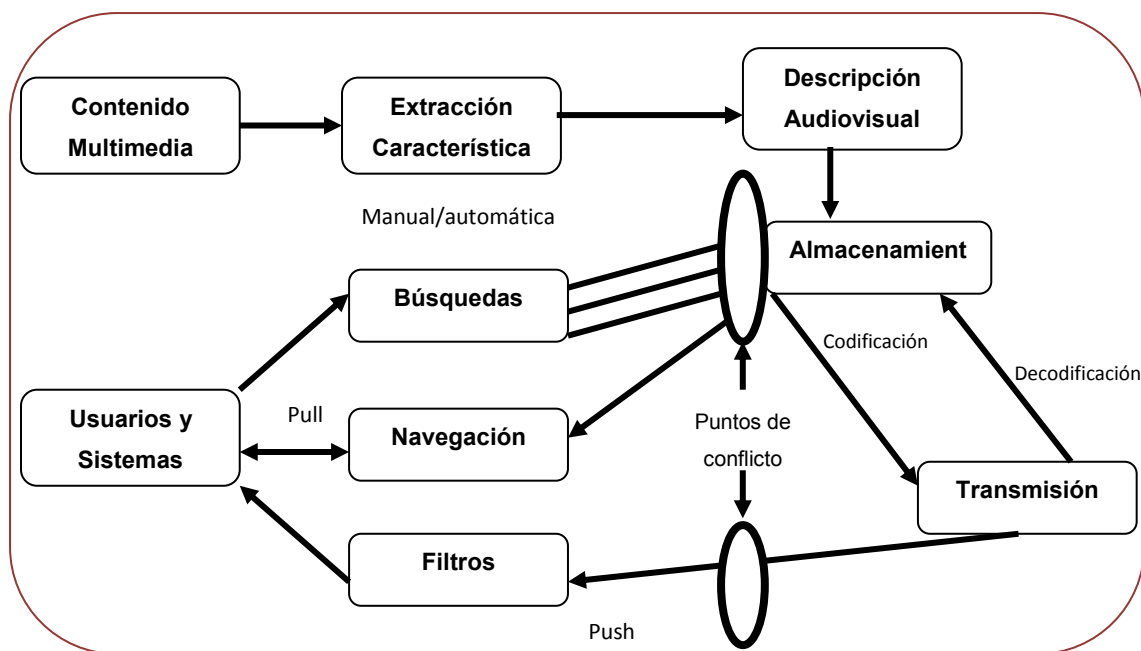 Contenido
Multimedia
Extracción
Característica
Descripción
Audiovisual
Manual/automática
Almacenamient
Búsquedas
Codificación
Decodificación
Usuarios y
Sistemas
Pull
Navegación
Puntos de
conflicto
Transmisión
Filtros
Push